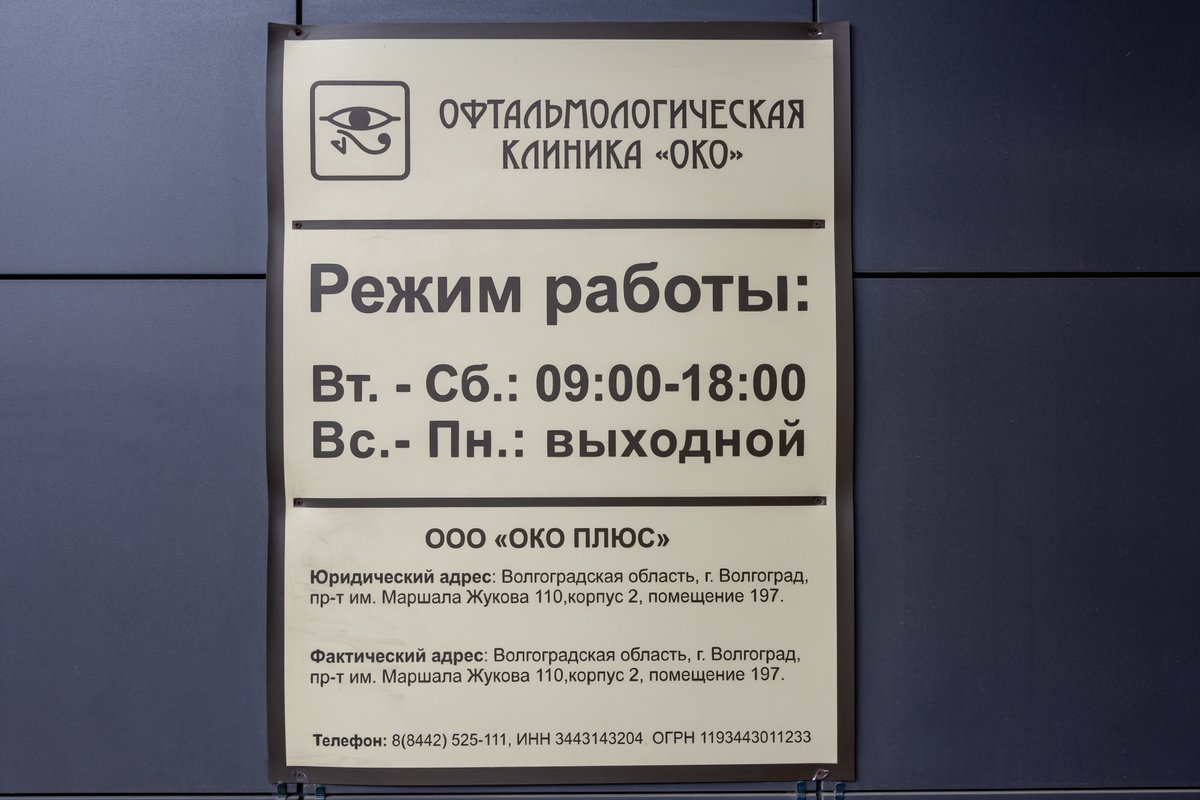 ОФТАЛЬМОЛОГИЧЕСКАЯ
КЛИНИКА «ОКО»
Режим работы:
Вт. - Сб.: 09:00-18:00
Вс.- Пн.: выходной
ООО «ОКО ПЛЮС»
Юридический адрес: Волгоградская область, г. Волгоград,
пр-т им. Маршала Жукова 110,корпус 2, помещение 197.
Фактический адрес: Волгоградская область, г. Волгоград,
пр-т им. Маршала Жукова 110,корпус 2, помещение 197.
Телефон: 8(8442) 525-111, ИНН 3443143204 ОГРН 1193443011233